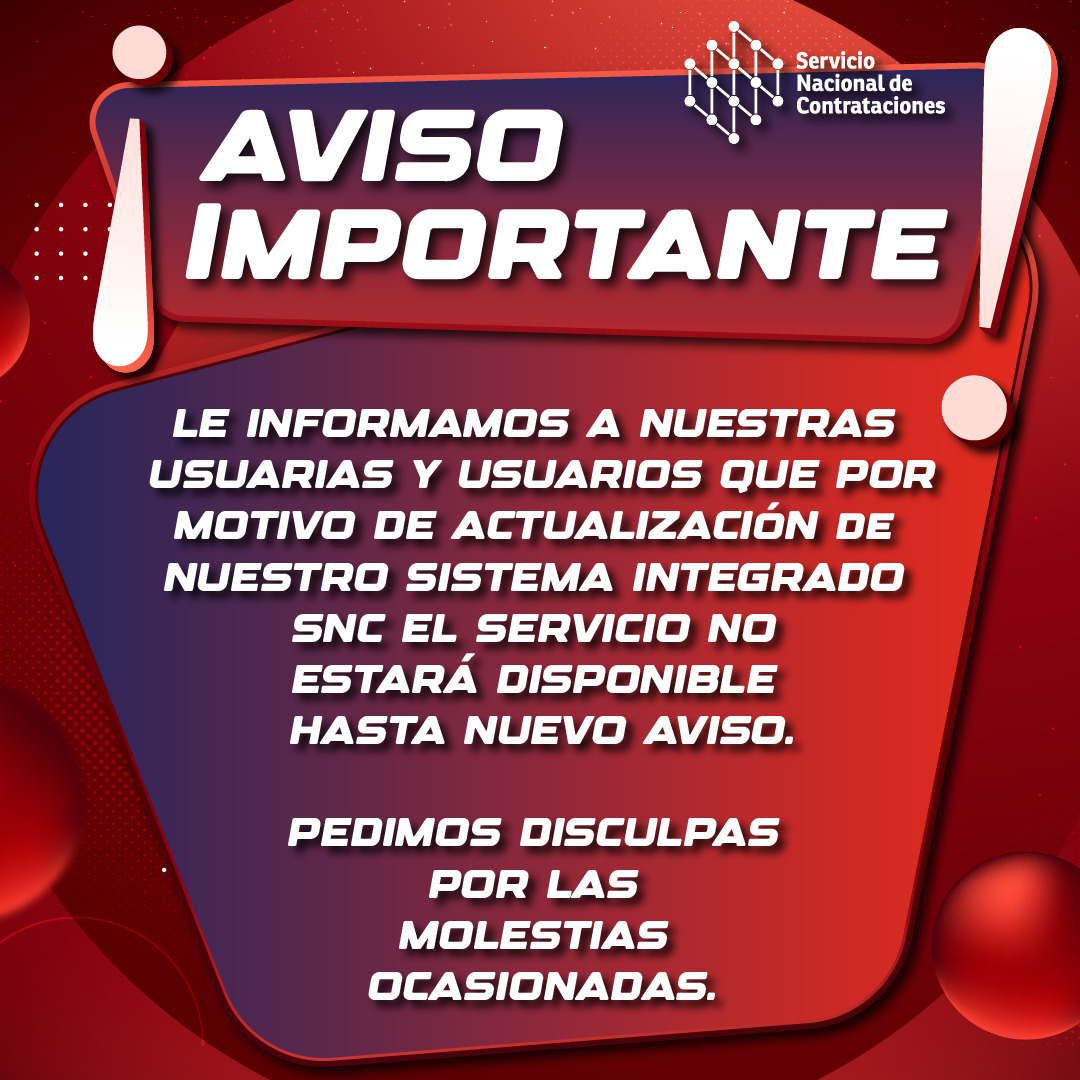 Servicio
Nacional de
Contrataciones
¡AVISO
IMPORTANTE!
LE INFORMAMOS A NUESTRAS
USUARIAS Y USUARIOS QUE POR
MOTIVO DE ACTUALIZACIÓN DE
NUESTRO SISTEMA INTEGRADO
SNC EL SERVICIO NO
ESTARÁ DISPONIBLE
HASTA NUEVO AVISO.
PEDIMOS DISCULPAS
POR LAS
MOLESTIAS
OCASIONADAS.